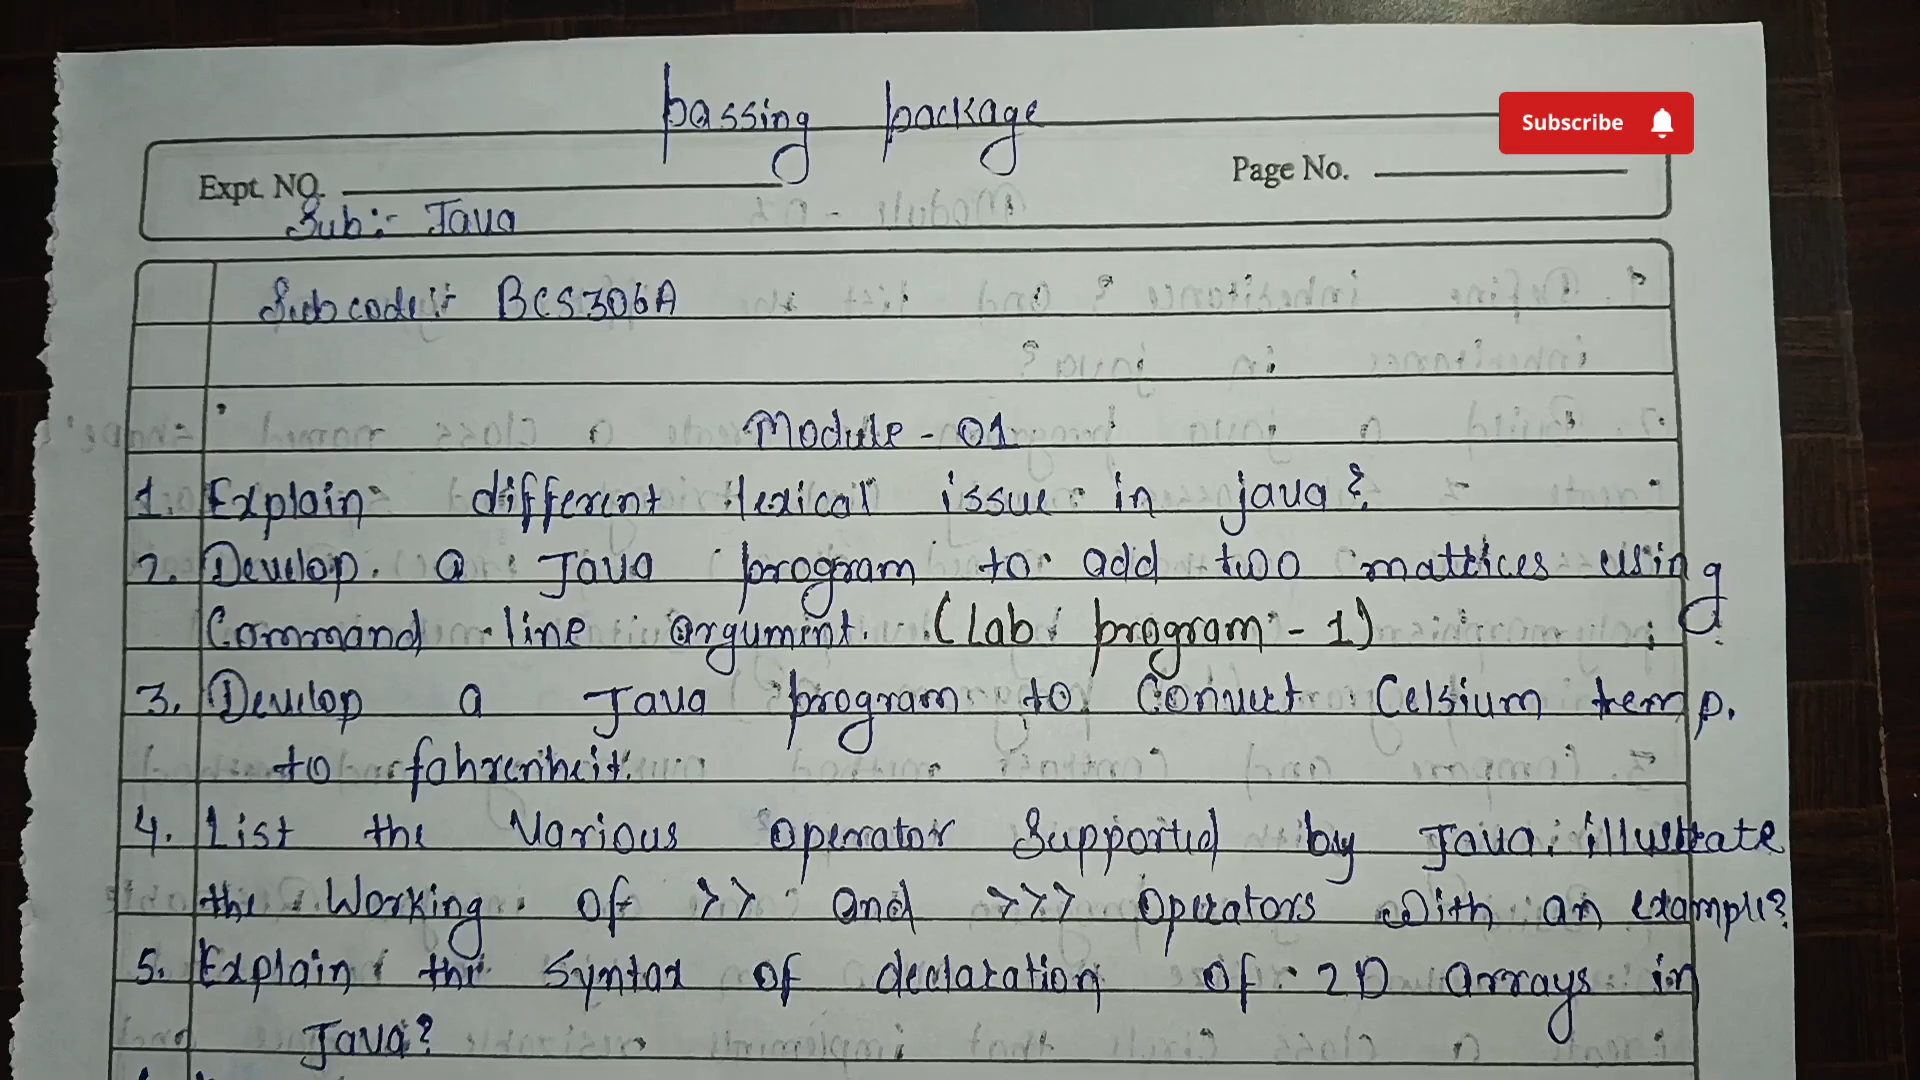 passing package
Subscribe
Expt. NO.
Page No.
Sub:- Java
Subcode:- BCS306A
Module - 01
1. Explain different lexical issue in java?
2. Develop a Java program to add two mattices using
Command line argument. (Lab program - 1)
3. Develop a Java program to Convert Celsium temp.
to fahrenheit.
4. List the Various operator Supported by Java. illustrate
the Working of >> and >>> operators with an example?
5. Explain the Syntax of declaration of 2D arrays in
Java?